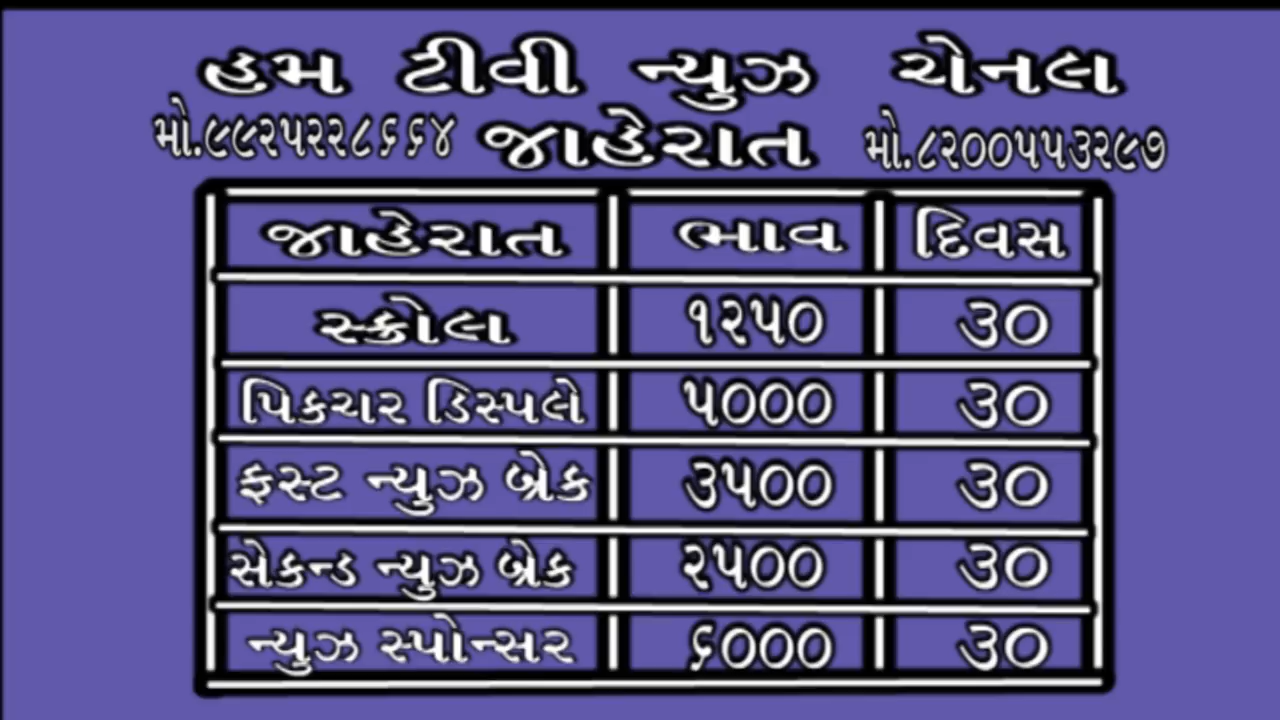 હમ ટીવી ન્યુઝ ચેનલ
મો.૯૯૨૫૨૨૮૬૬૪ જાહેરાત મો.૮૨૦૦૫૫૩૨૯૭
જાહેરાત ભાવ દિવસ
સ્ક્રોલ ૧૨૫૦ ૩૦
પિકચર ડિસ્પલે ૫૦૦૦ ૩૦
ફસ્ટ ન્યુઝ બ્રેક ૩૫૦૦ ૩૦
સેકન્ડ ન્યુઝ બ્રેક ૨૫૦૦ ૩૦
ન્યુઝ સ્પોન્સર ૬૦૦૦ ૩૦